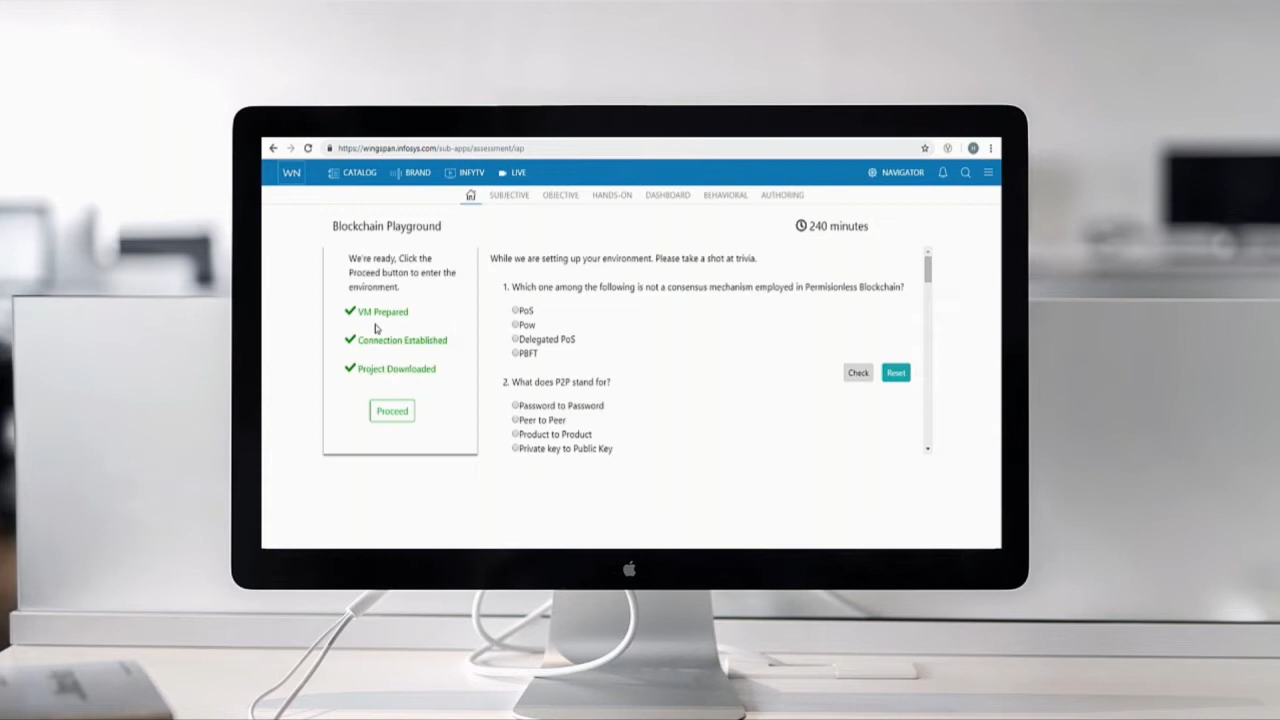 https://wingspan.infosys.com/sub-apps/assessment/iap
WN CATALOG BRAND INFYTV LIVE NAVIGATOR
SUBJECTIVE OBJECTIVE HANDS-ON DASHBOARD BEHAVIORAL AUTHORING
Blockchain Playground
240 minutes
We're ready, Click the
Proceed button to enter the
environment.
VM Prepared
Connection Established
Project Downloaded
Proceed
While we are setting up your environment. Please take a shot at trivia.
1. Which one among the following is not a consensus mechanism employed in Permisionless Blockchain?
PoS
Pow
Delegated PoS
PBFT
Check Reset
2. What does P2P stand for?
Password to Password
Peer to Peer
Product to Product
Private key to Public Key